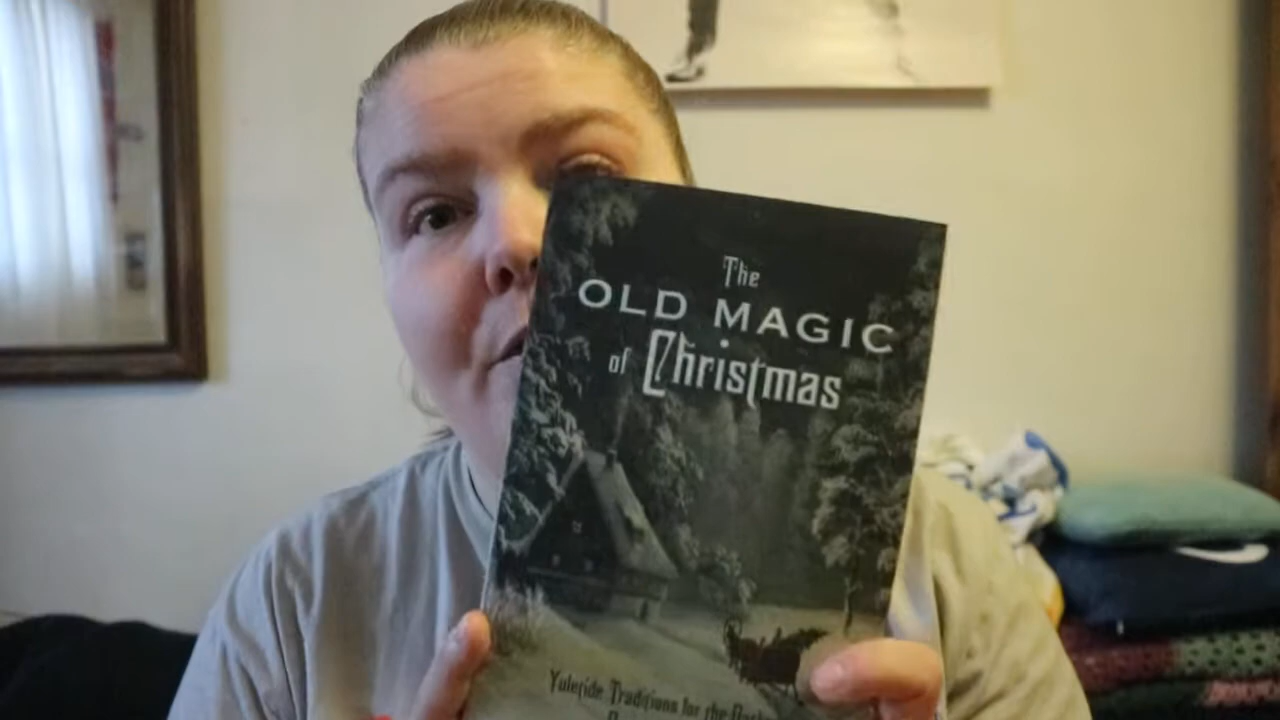 The
OLD MAGIC
of Christmas
Yuletide Traditions for the